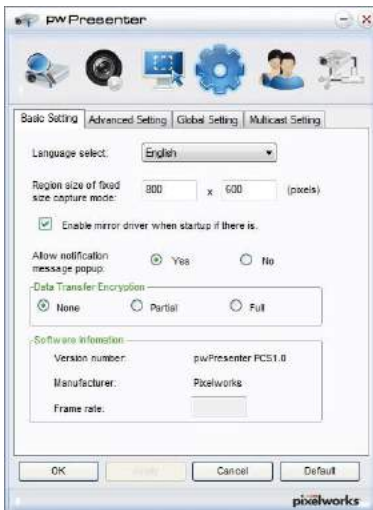 pwPresenter
Basic Setting Advanced Setting Global Setting Multicast Setting
Language select: English
Region size of fixed size capture mode: 800 x 600 (pixels)
Enable mirror driver when startup if there is.
Allow notification message popup: Yes No
Data Transfer Encryption
None Partial Full
Software Infomation
Version number: pwPresenter PCS1.0
Manufacturer: Pixelworks
Frame rate:
OK Apply Cancel Default
pixelworks